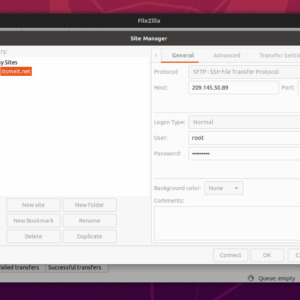 FileZilla
Site Manager
ry:
y Sites
itsmeit.net
General
Advanced
Transfer Setti
Protocol:
SFTP - SSH File Transfer Protocol
Host:
209.145.50.89
Port:
Logon Type:
Normal
User:
root
Password:
Background color:
None
Comments:
New site
New folder
New Bookmark
Rename
Delete
Duplicate
Connect
OK
C
ailed transfers
Successful transfers
Queue: empty